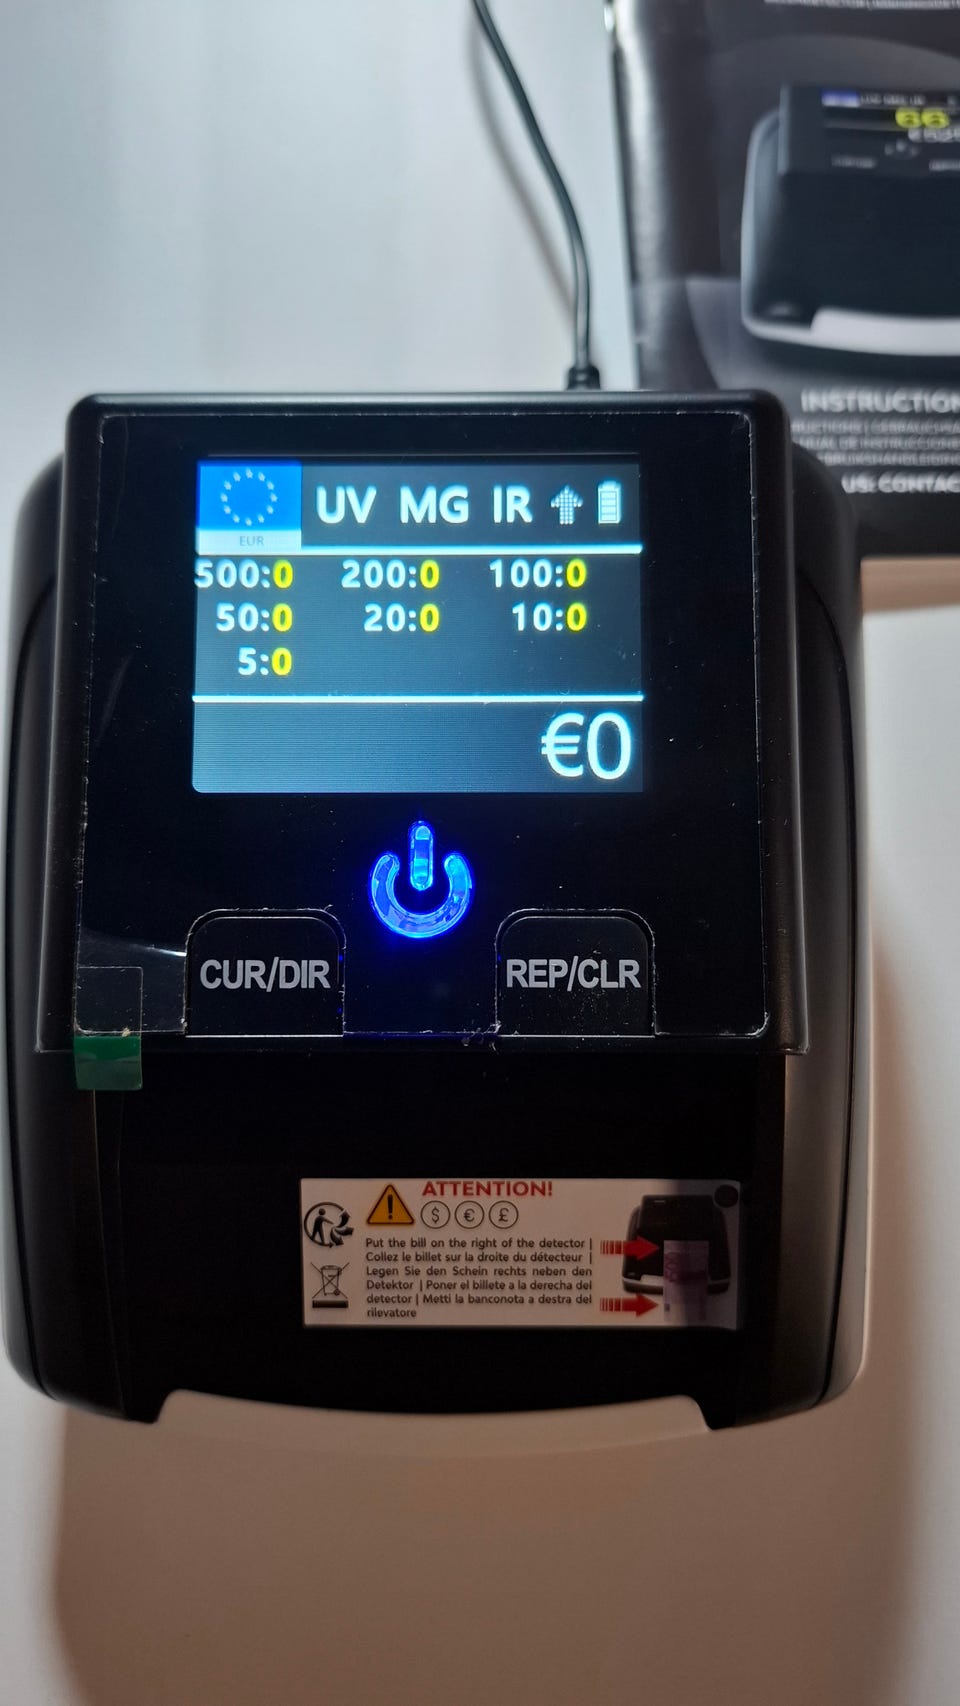 66
INSTRUCTION
US: CONTAC
EUR
UV MG IR
500:0 200:0 100:0
50:0 20:0 10:0
5:0
€0
CUR/DIR
REP/CLR
ATTENTION!
$ € £
Put the bill on the right of the detector |
Collez le billet sur la droite du détecteur |
Legen Sie den Schein rechts neben den
Detektor | Poner el billete a la derecha del
detector | Metti la banconota a destra del
rilevatore